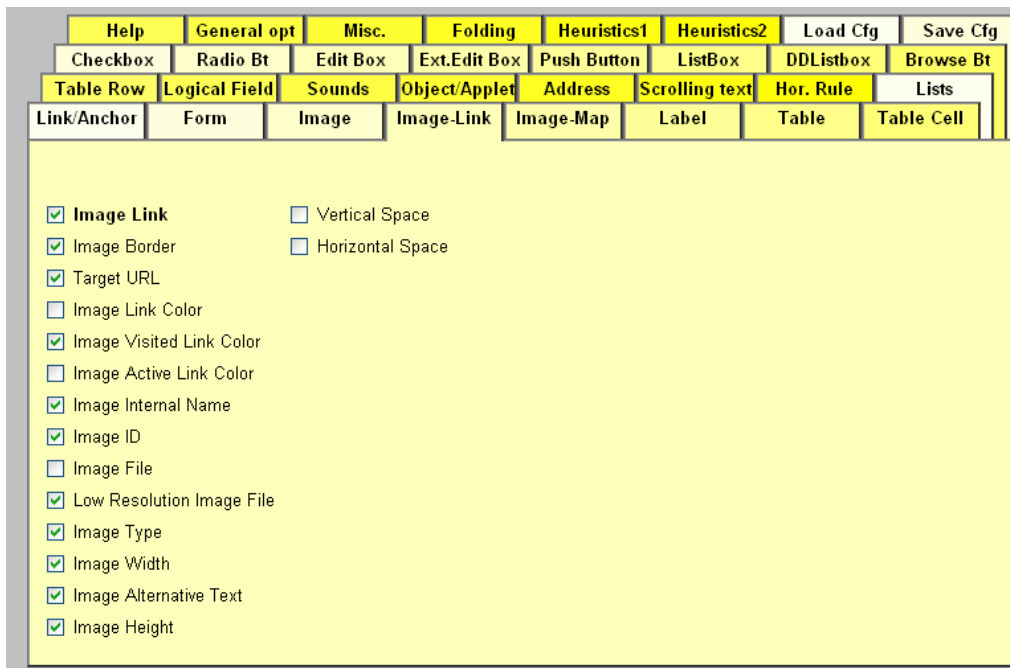 Help General opt Misc. Folding Heuristics1 Heuristics2 Load Cfg Save Cfg
Checkbox Radio Bt Edit Box Ext.Edit Box Push Button ListBox DDListbox Browse Bt
Table Row Logical Field Sounds Object/Applet Address Scrolling text Hor. Rule Lists
Link/Anchor Form Image Image-Link Image-Map Label Table Table Cell
Image Link Vertical Space
Image Border Horizontal Space
Target URL
Image Link Color
Image Visited Link Color
Image Active Link Color
Image Internal Name
Image ID
Image File
Low Resolution Image File
Image Type
Image Width
Image Alternative Text
Image Height